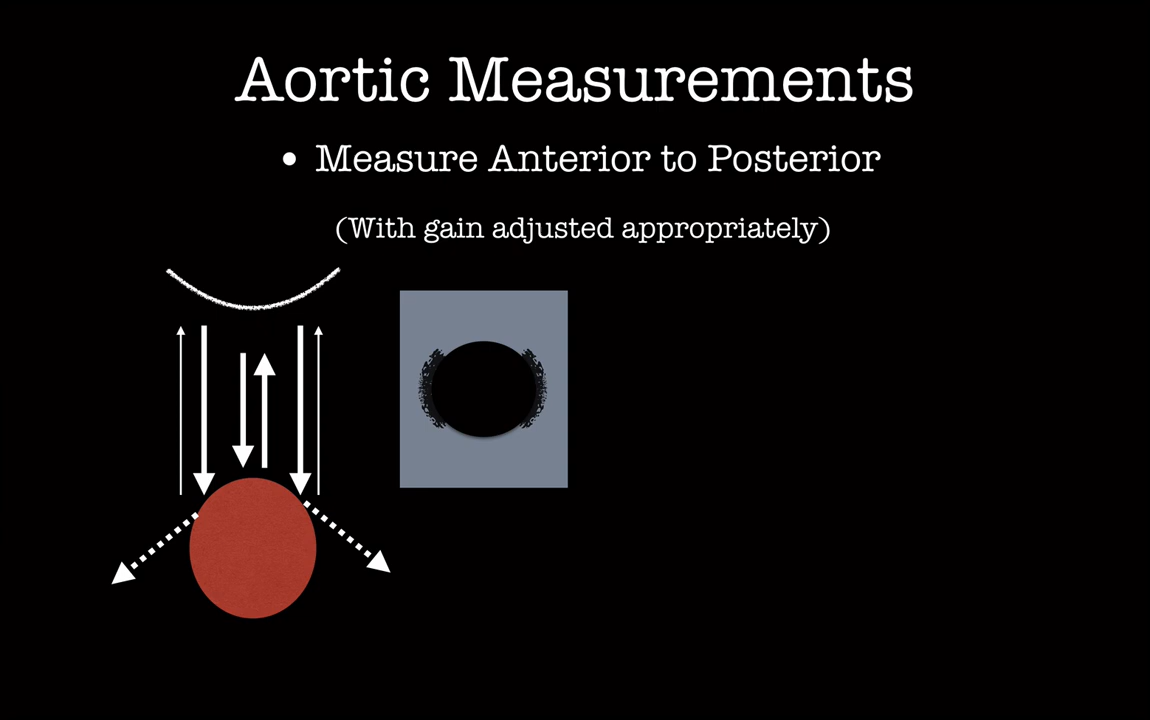 Aortic Measurements
• Measure Anterior to Posterior
(With gain adjusted appropriately)